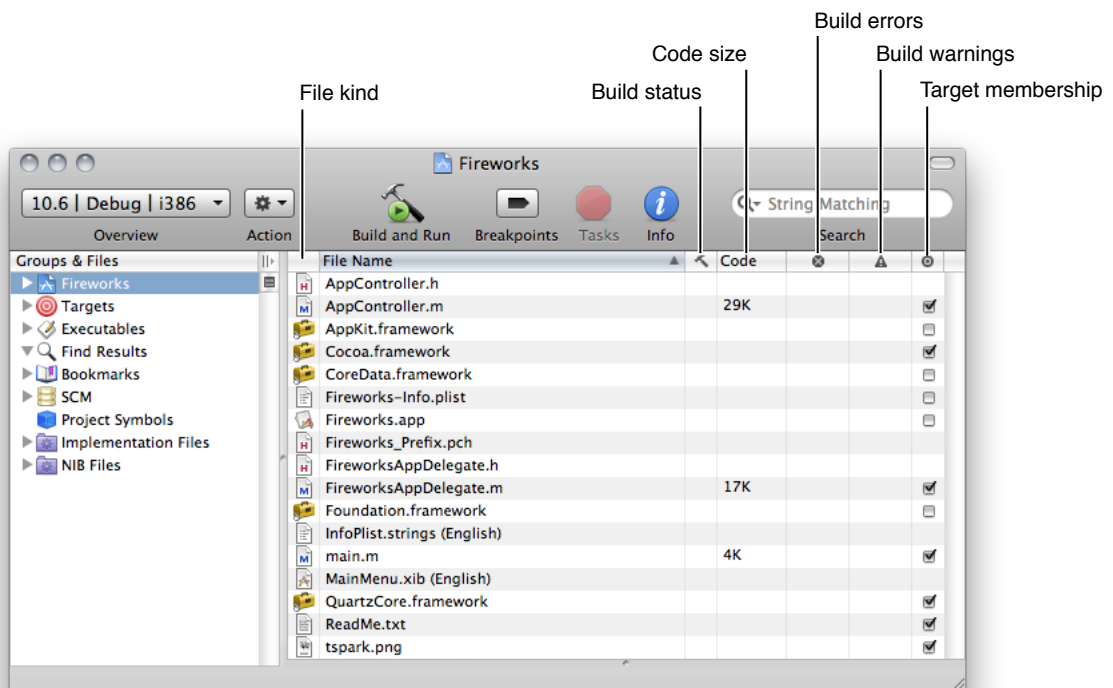 Build errors
Code size
Build warnings
File kind
Build status
Target membership
Fireworks
10.6 | Debug | i386
String Matching
Overview
Action
Build and Run
Breakpoints
Tasks
Info
Search
Groups & Files
File Name
Code
Fireworks
AppController.h
Targets
AppController.m
29K
Executables
AppKit.framework
Find Results
Cocoa.framework
Bookmarks
CoreData.framework
SCM
Fireworks-Info.plist
Project Symbols
Fireworks.app
Implementation Files
Fireworks_Prefix.pch
NIB Files
FireworksAppDelegate.h
FireworksAppDelegate.m
17K
Foundation.framework
InfoPlist.strings (English)
main.m
4K
MainMenu.xib (English)
QuartzCore.framework
ReadMe.txt
tspark.png